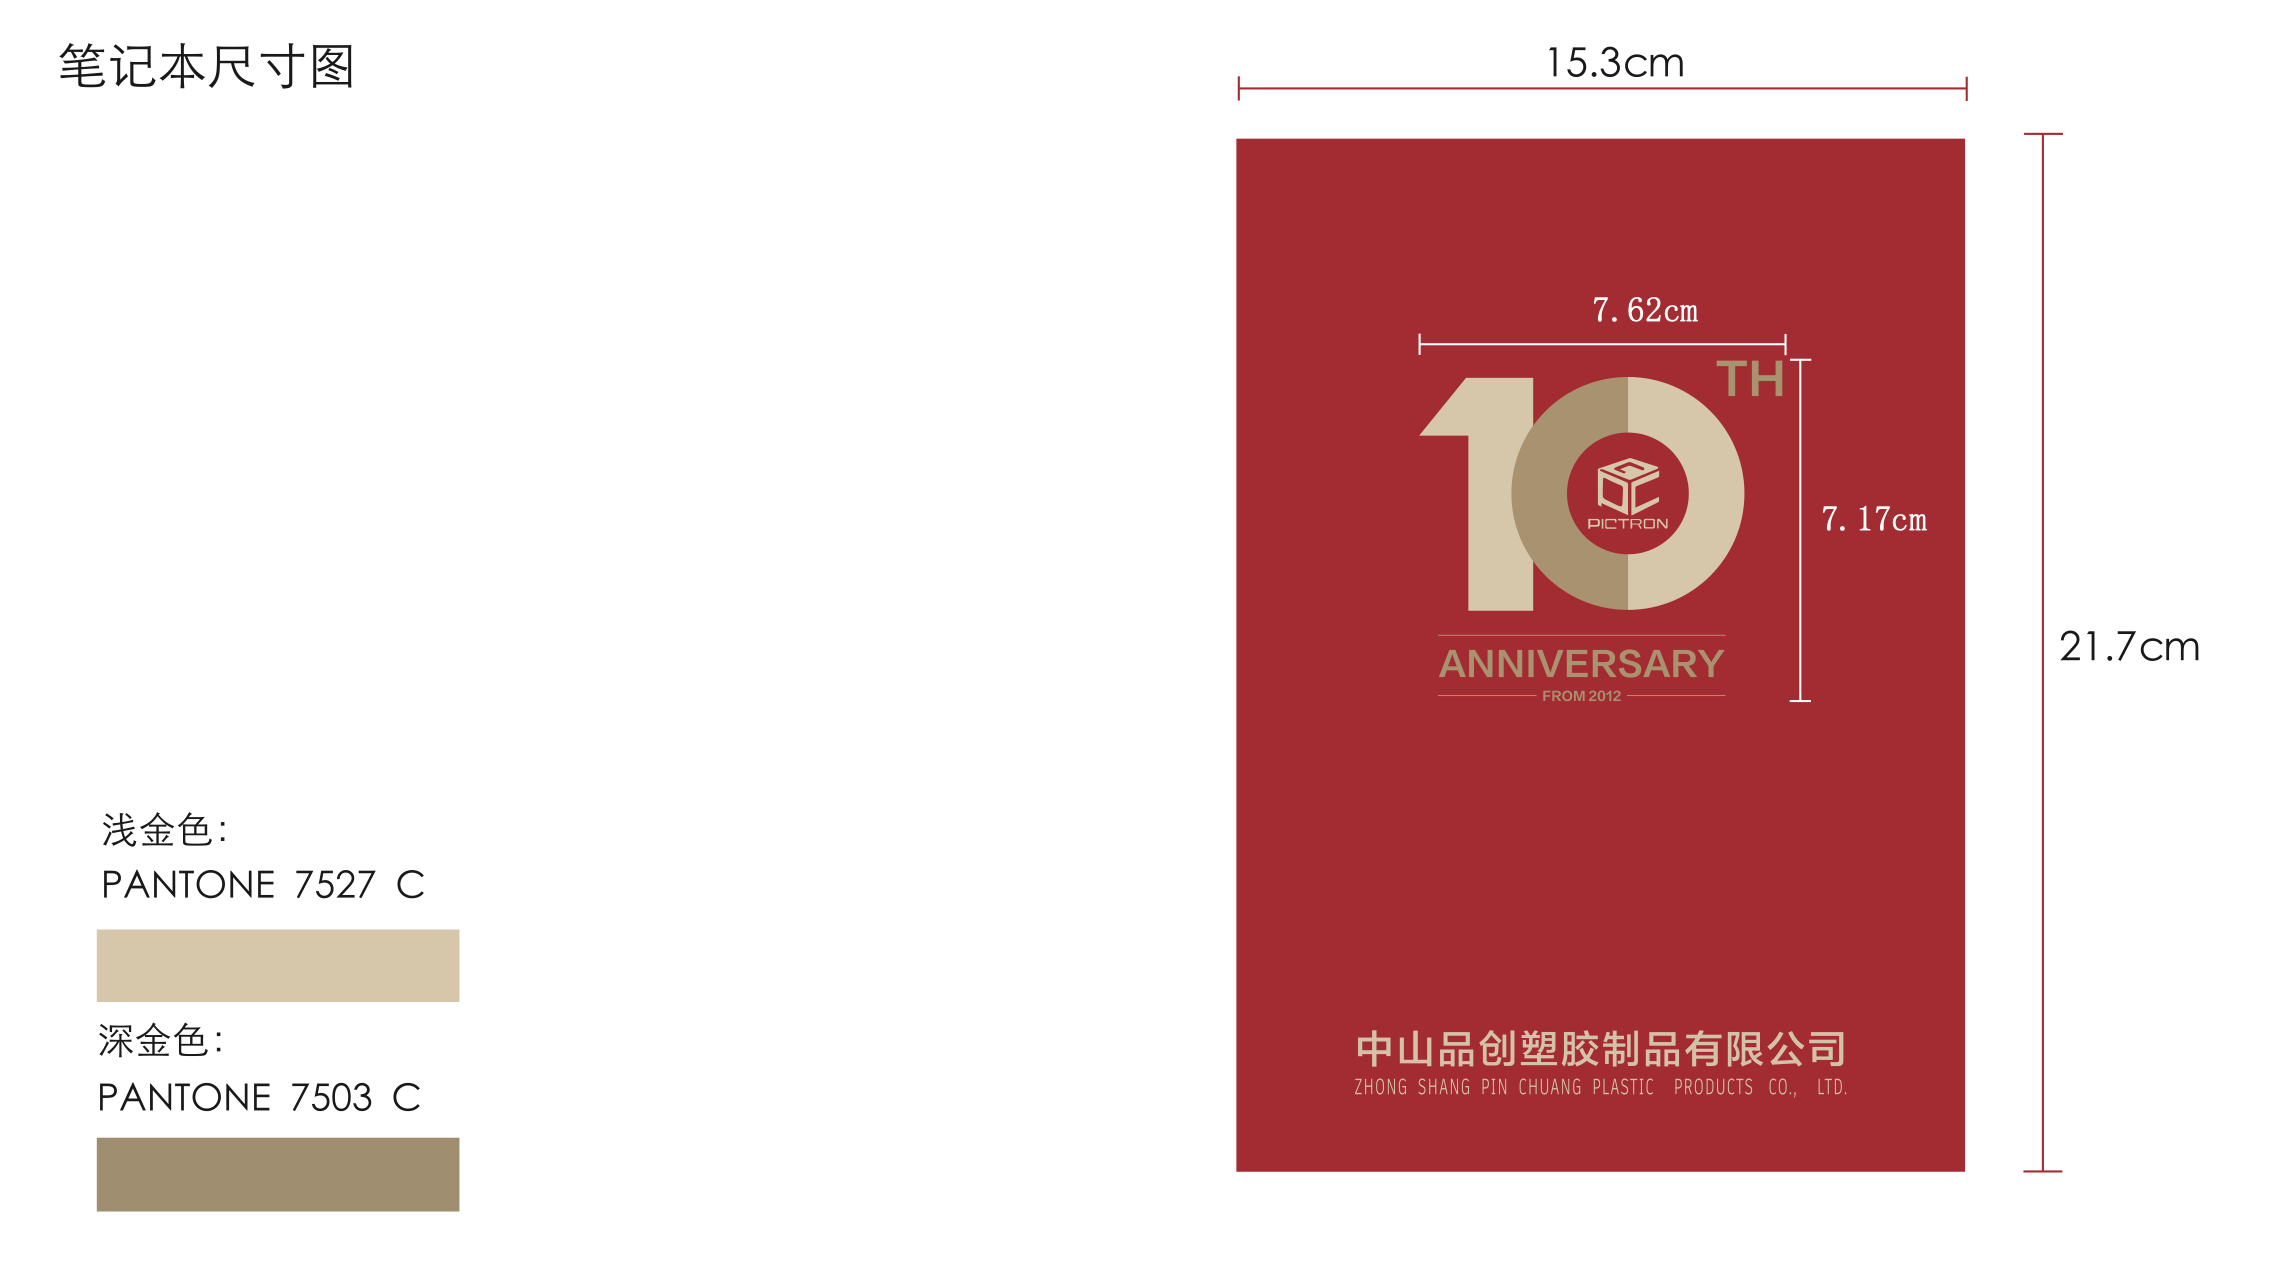 笔记本尺寸图
15.3cm
7.62cm
10TH
PICTRON
7.17cm
21.7cm
ANNIVERSARY
FROM 2012
浅金色:
PANTONE 7527 C
深金色:
PANTONE 7503 C
中山品创塑胶制品有限公司
ZHONG SHANG PIN CHUANG PLASTIC PRODUCTS CO., LTD.